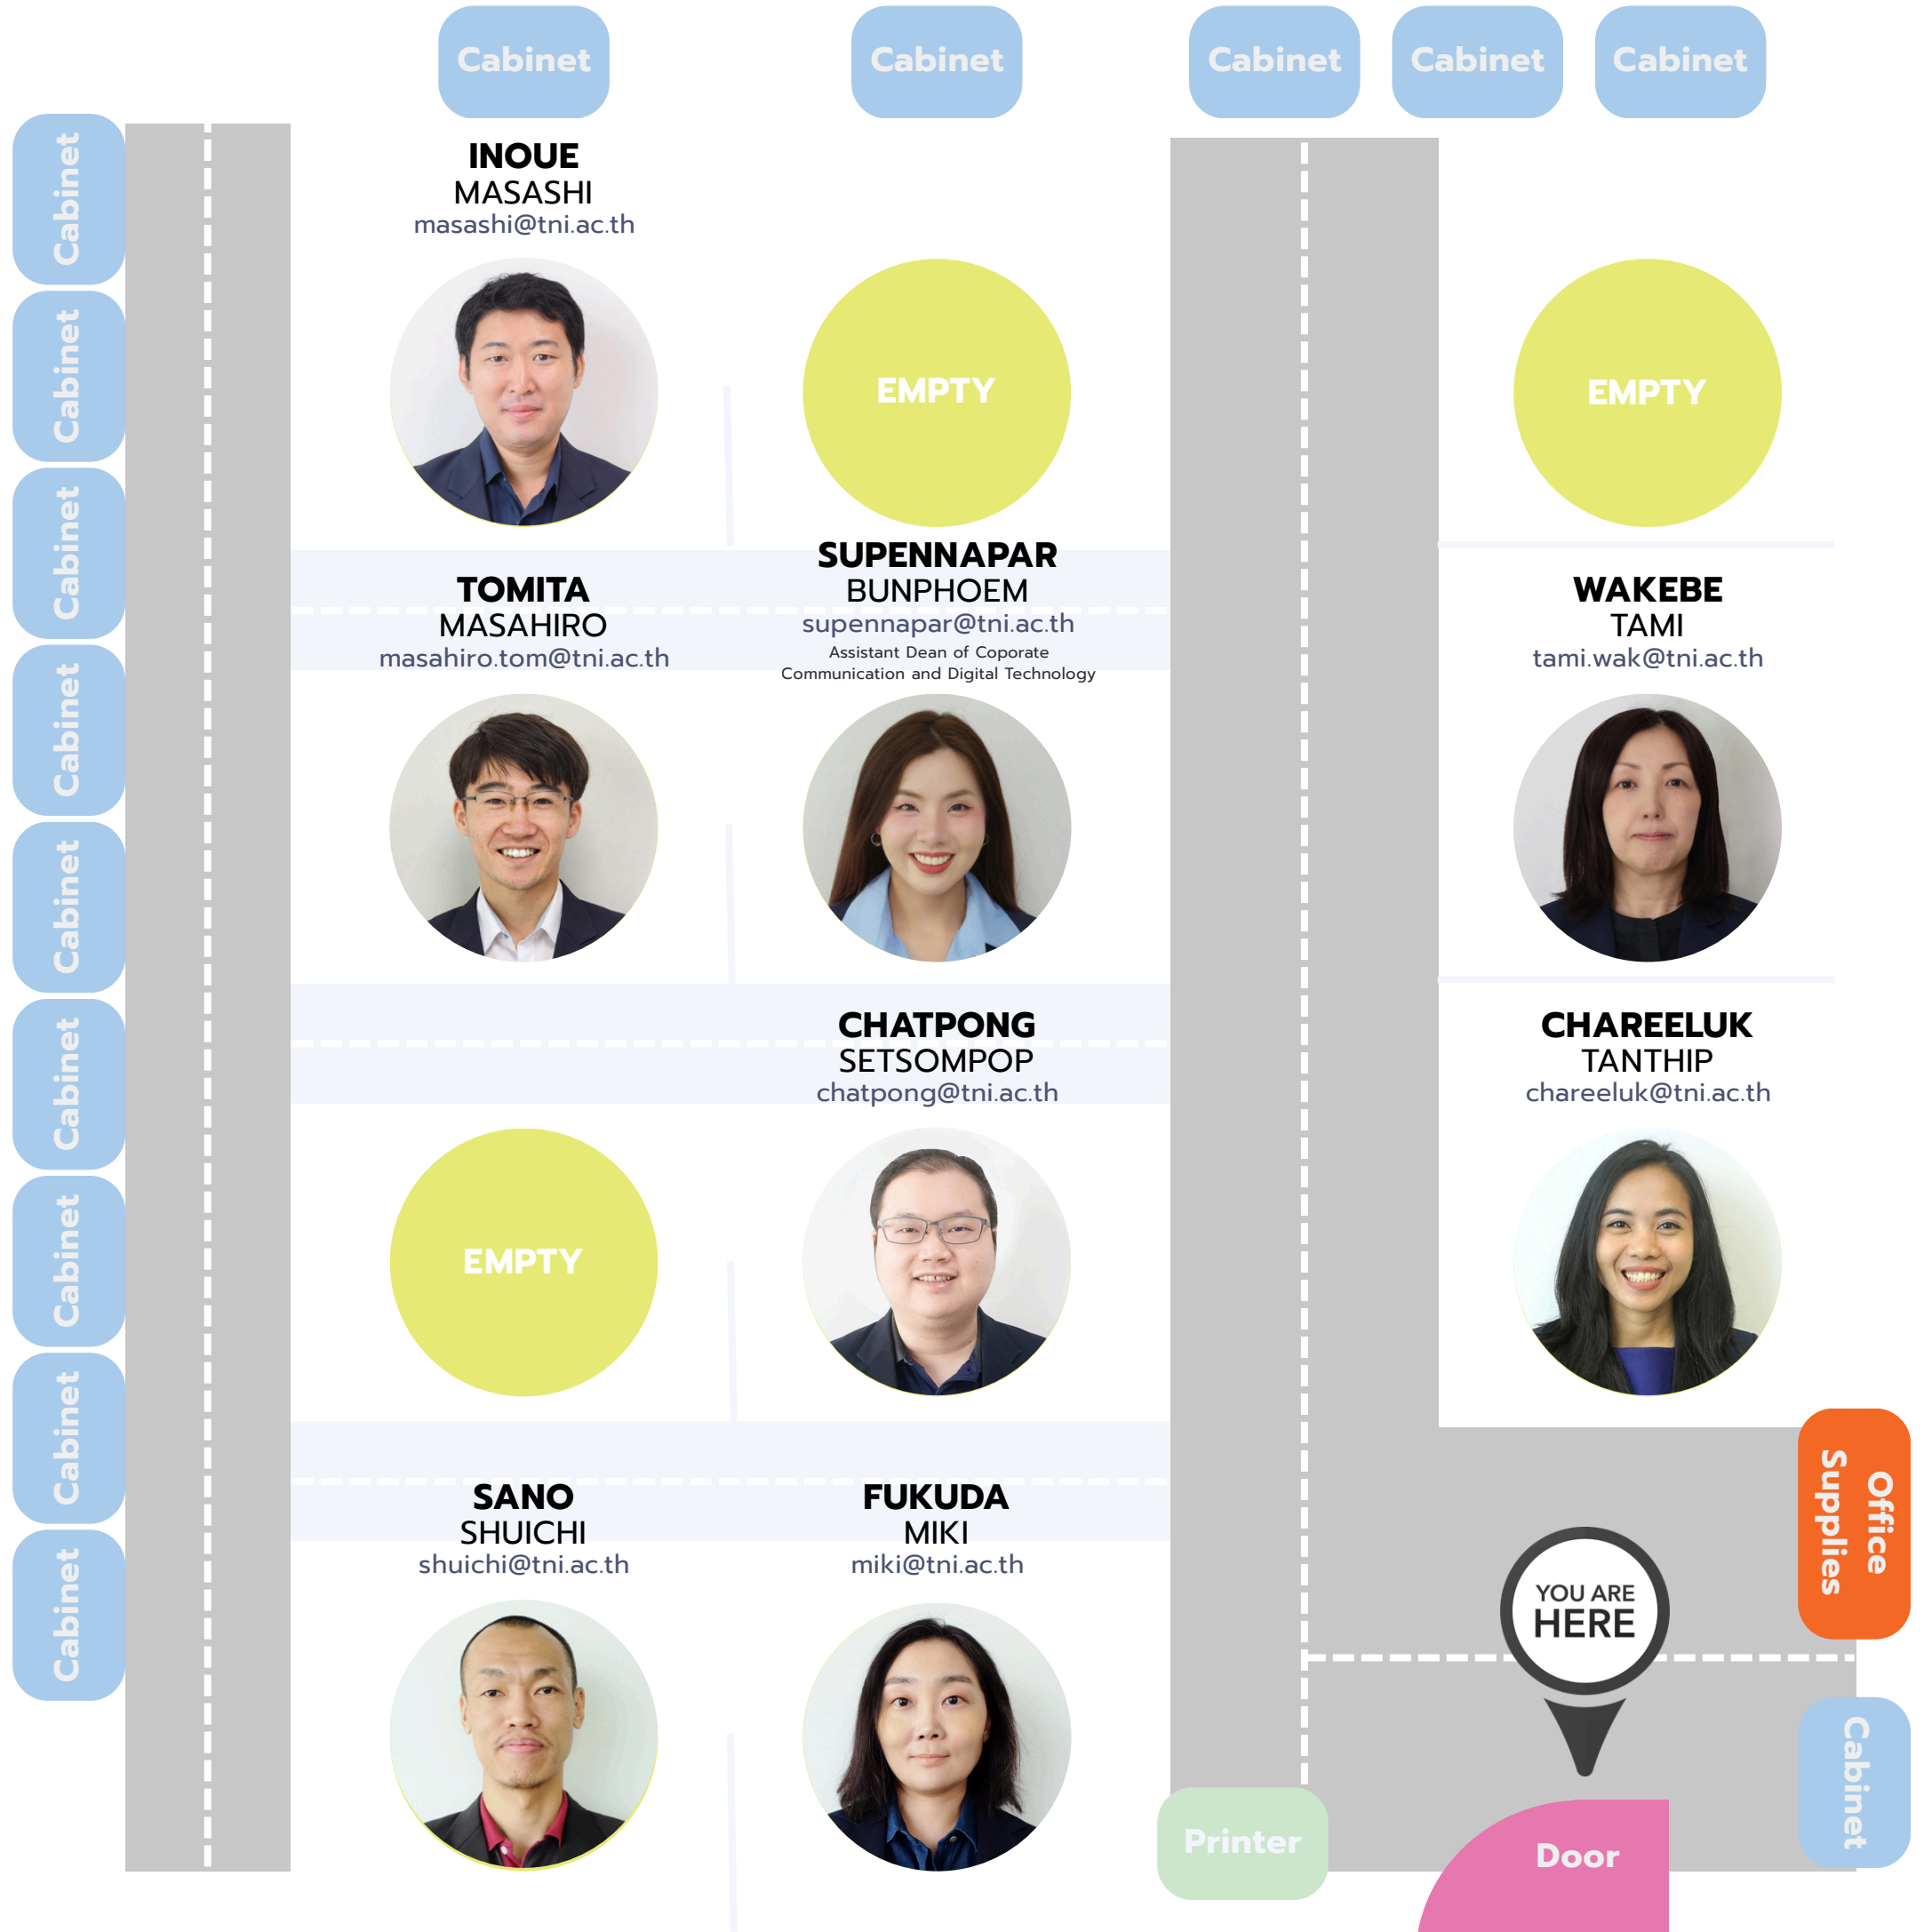 Cabinet
Cabinet
Cabinet
Cabinet
Cabinet
Cabinet
Cabinet
Cabinet
Cabinet
Cabinet
Cabinet
Cabinet
Cabinet
Cabinet
INOUE
MASASHI
masashi@tni.ac.th
EMPTY
EMPTY
TOMITA
MASAHIRO
masahiro.tom@tni.ac.th
SUPENNAPAR
BUNPHOEM
supennapar@tni.ac.th
Assistant Dean of Coporate
Communication and Digital Technology
WAKEBE
TAMI
tami.wak@tni.ac.th
CHATPONG
SETSOMPOP
chatpong@tni.ac.th
CHAREELUK
TANTHIP
chareeluk@tni.ac.th
EMPTY
SANO
SHUICHI
shuichi@tni.ac.th
FUKUDA
MIKI
miki@tni.ac.th
Office
Supplies
YOU ARE
HERE
Cabinet
Printer
Door